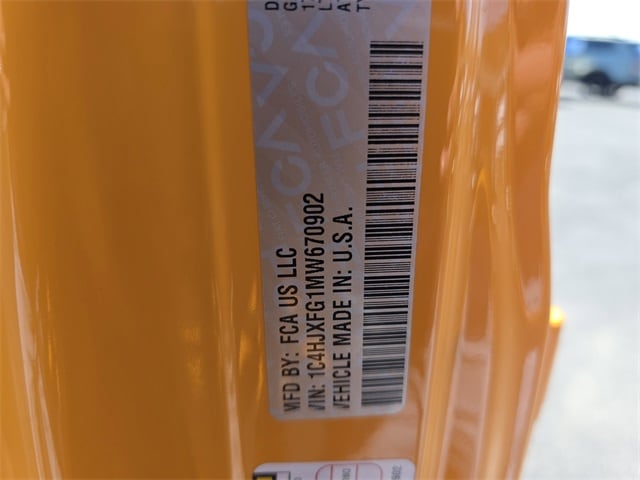 MFD BY: FCA US LLC
VIN: 1C4HJXFG1MW670902
VEHICLE MADE IN: U.S.A.